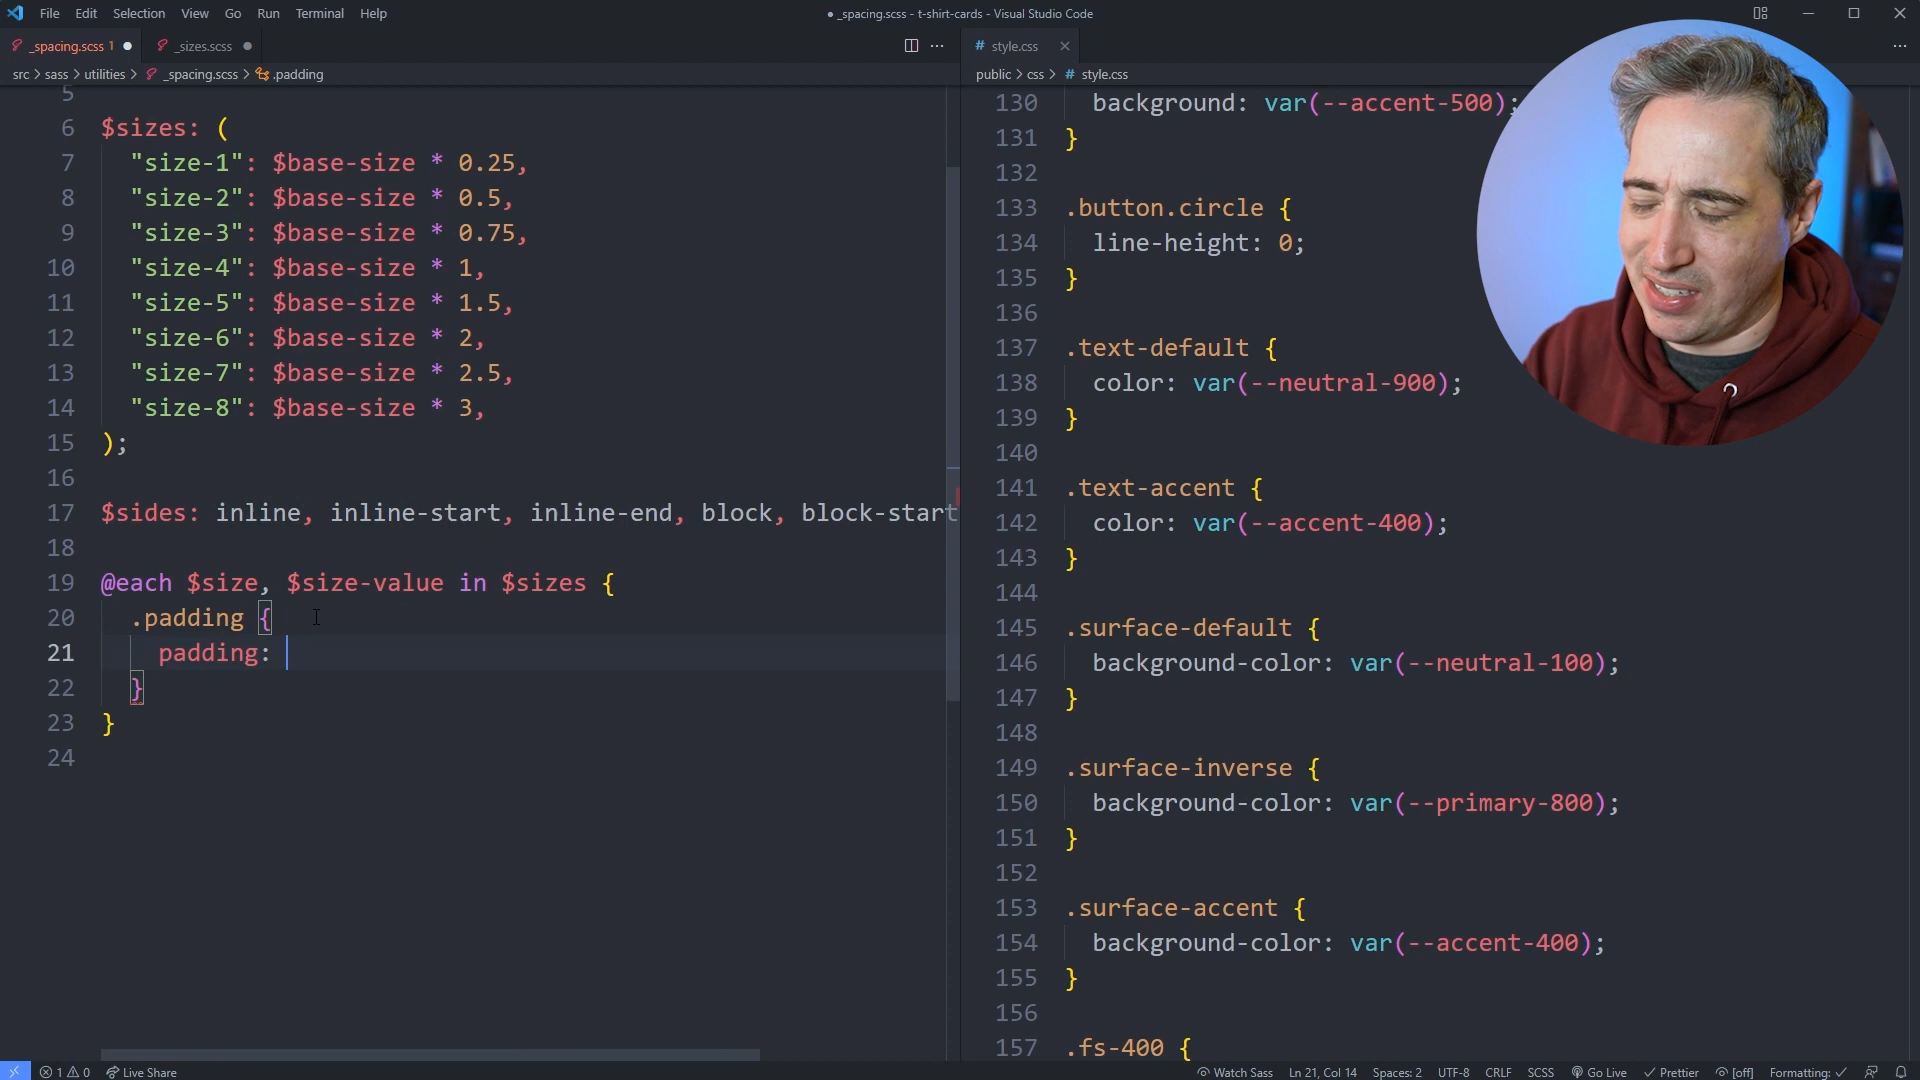 File Edit Selection View Go Run Terminal Help
● _spacing.scss - t-shirt-cards - Visual Studio Code
_spacing.scss 1 ●
_sizes.scss ●
src > sass > utilities > _spacing.scss > .padding
5
6 $sizes: (
7 "size-1": $base-size * 0.25,
8 "size-2": $base-size * 0.5,
9 "size-3": $base-size * 0.75,
10 "size-4": $base-size * 1,
11 "size-5": $base-size * 1.5,
12 "size-6": $base-size * 2,
13 "size-7": $base-size * 2.5,
14 "size-8": $base-size * 3,
15 );
16
17 $sides: inline, inline-start, inline-end, block, block-start
18
19 @each $size, $size-value in $sizes {
20 .padding {
21 padding:
22 }
23 }
24
# style.css
public > css > # style.css
130 background: var(--accent-500);
131 }
132
133 .button.circle {
134 line-height: 0;
135 }
136
137 .text-default {
138 color: var(--neutral-900);
139 }
140
141 .text-accent {
142 color: var(--accent-400);
143 }
144
145 .surface-default {
146 background-color: var(--neutral-100);
147 }
148
149 .surface-inverse {
150 background-color: var(--primary-800);
151 }
152
153 .surface-accent {
154 background-color: var(--accent-400);
155 }
156
157 .fs-400 {
1 0 Live Share
Watch Sass Ln 21, Col 14 Spaces: 2 UTF-8 CRLF SCSS Go Live Prettier [off] Formatting: ✓